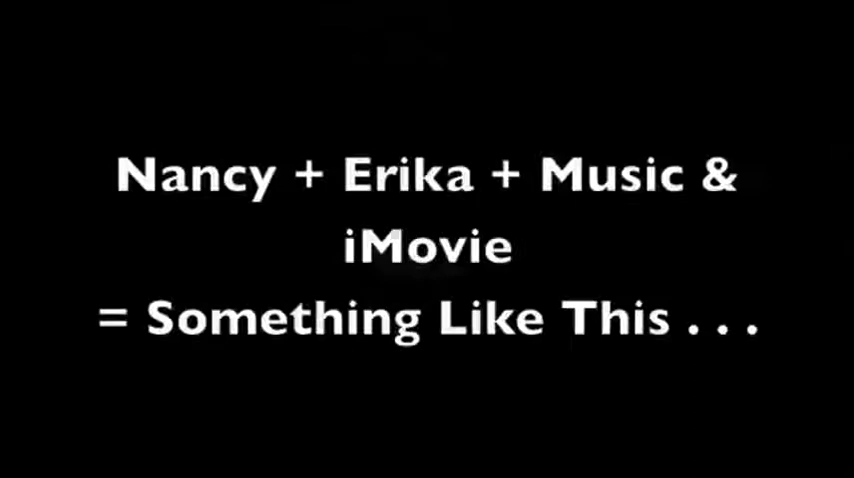 Nancy + Erika + Music &
iMovie
= Something Like This . . .